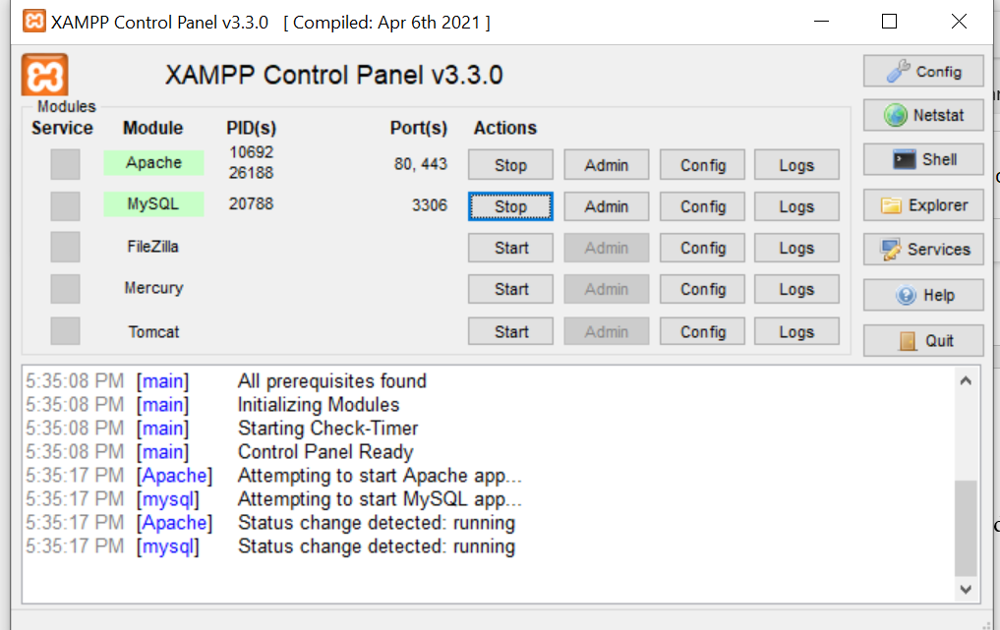 XAMPP Control Panel v3.3.0 [ Compiled: Apr 6th 2021 ]
XAMPP Control Panel v3.3.0
Config
Modules
Service Module PID(s) Port(s) Actions
Netstat
Apache 10692 26188 80, 443 Stop Admin Config Logs
Shell
MySQL 20788 3306 Stop Admin Config Logs
Explorer
FileZilla Start Admin Config Logs
Services
Mercury Start Admin Config Logs
Help
Tomcat Start Admin Config Logs
Quit
5:35:08 PM [main] All prerequisites found
5:35:08 PM [main] Initializing Modules
5:35:08 PM [main] Starting Check-Timer
5:35:08 PM [main] Control Panel Ready
5:35:17 PM [Apache] Attempting to start Apache app...
5:35:17 PM [mysql] Attempting to start MySQL app...
5:35:17 PM [Apache] Status change detected: running
5:35:17 PM [mysql] Status change detected: running